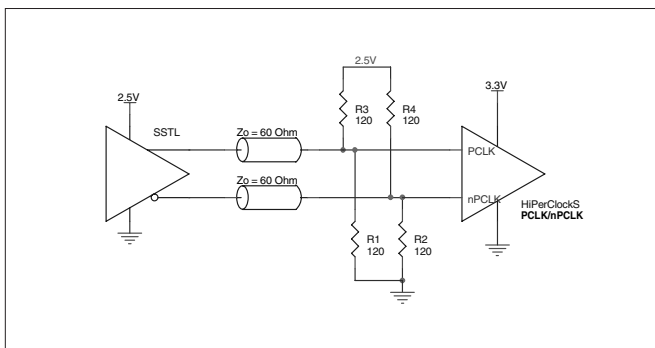 2.5V
3.3V
2.5V
R3
120
R4
120
SSTL
Zo = 60 Ohm
PCLK
Zo = 60 Ohm
nPCLK
HiPerClockS
PCLK/nPCLK
R1
120
R2
120